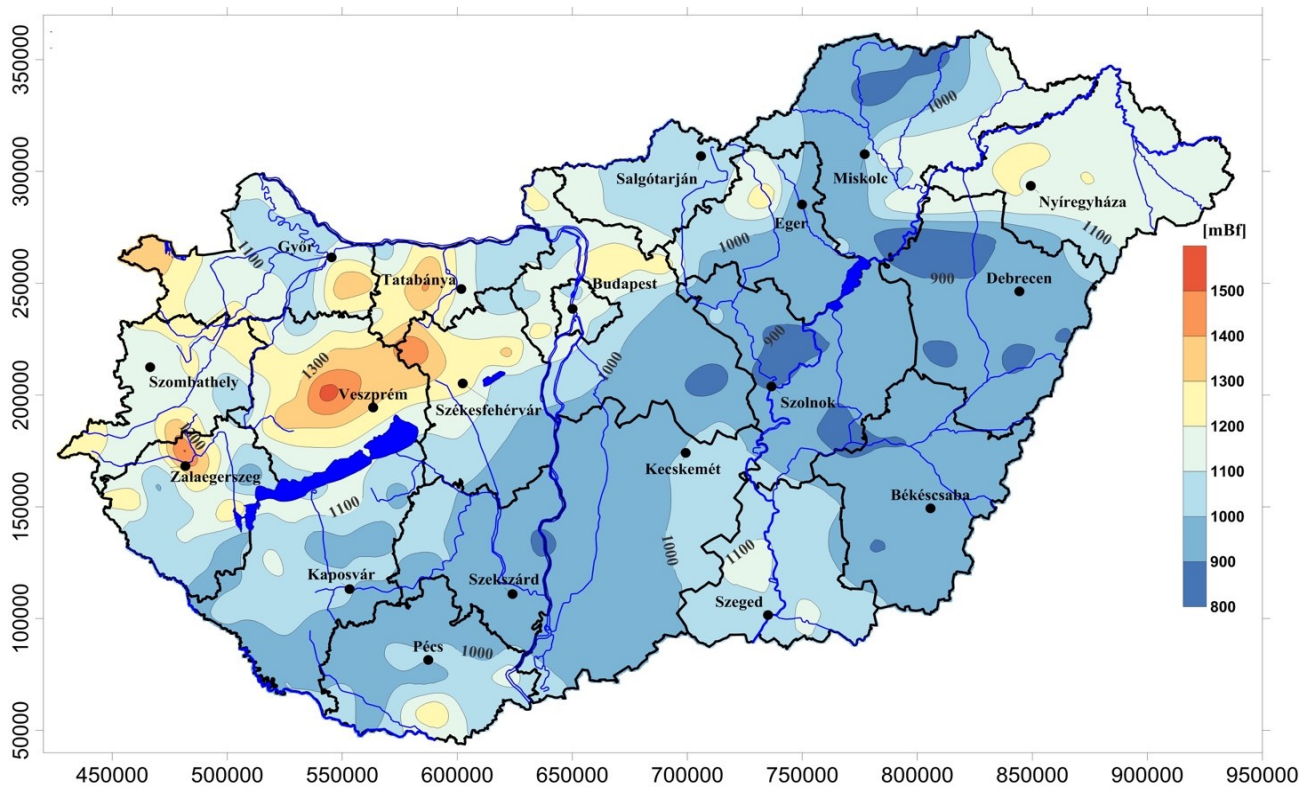 350000
300000
250000
200000
150000
100000
50000
1000
Salgótarján
Miskolc
Eger
Nyíregyháza
1100
[mBf]
1000
Győr
1100
Tatabánya
Budapest
900
Debrecen
1500
1400
1300
1200
1100
1000
900
800
1300
1000
900
Szombathely
Veszprém
Székesfehérvár
Szolnok
1200
Zalaegerszeg
Kecskemét
Békéscsaba
1100
1000
1100
Kaposvár
Szekszárd
Szeged
Pécs
1000
450000 500000 550000 600000 650000 700000 750000 800000 850000 900000 950000